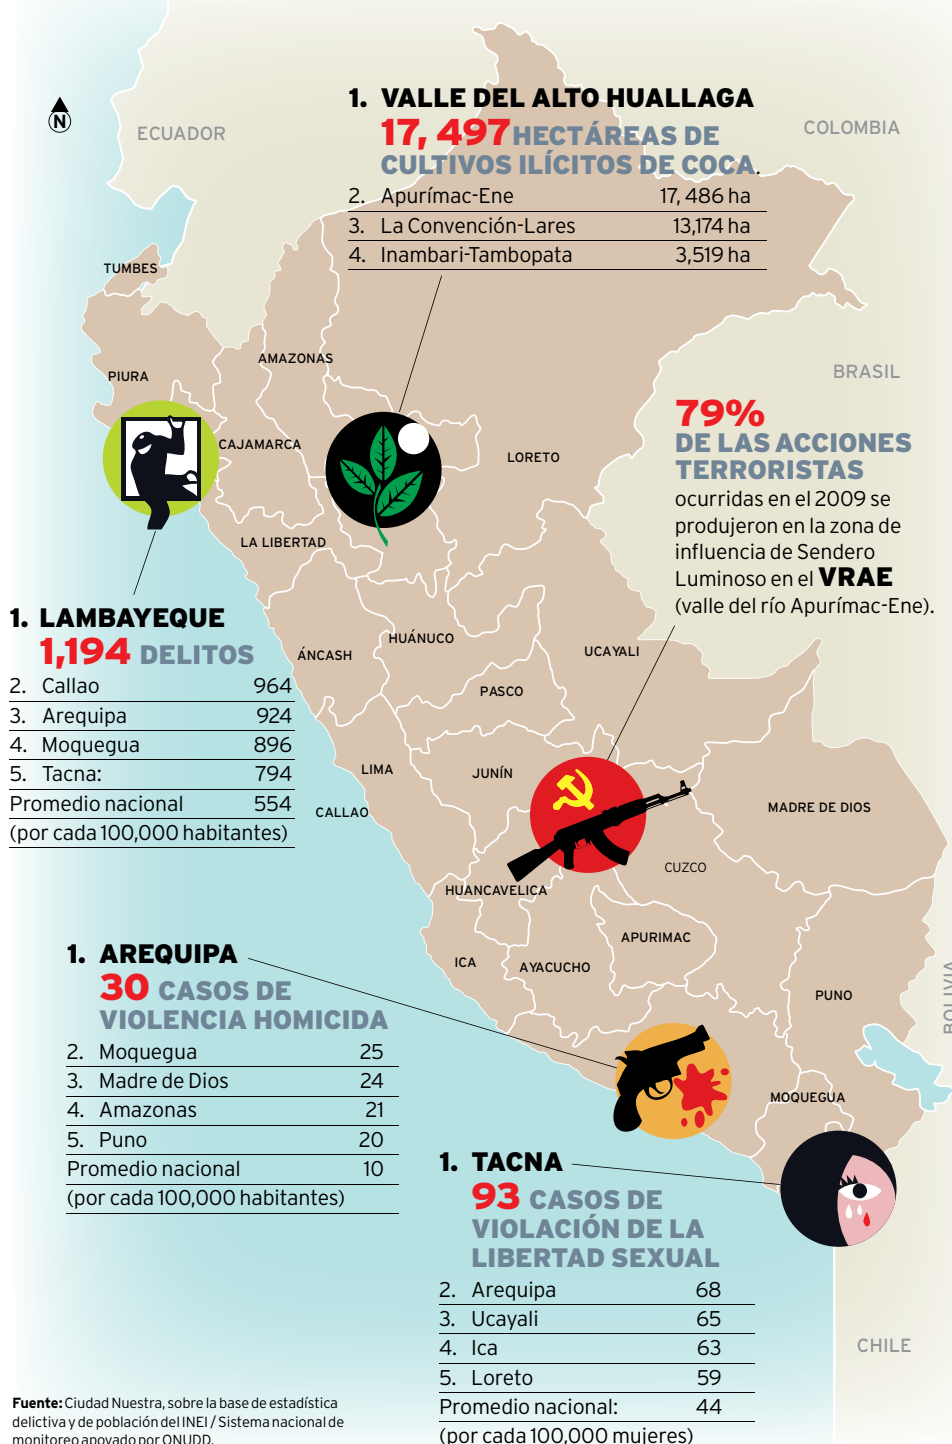 1. VALLE DEL ALTO HUALLAGA
17, 497 HECTÁREAS DE
CULTIVOS ILÍCITOS DE COCA.
2. Apurímac-Ene 17, 486 ha
3. La Convención-Lares 13,174 ha
4. Inambari-Tambopata 3,519 ha
N
ECUADOR
COLOMBIA
TUMBES
AMAZONAS
PIURA
BRASIL
CAJAMARCA
LORETO
79%
DE LAS ACCIONES
TERRORISTAS
ocurridas en el 2009 se
produjeron en la zona de
influencia de Sendero
Luminoso en el VRAE
(valle del río Apurímac-Ene).
LA LIBERTAD
1. LAMBAYEQUE
1,194 DELITOS
2. Callao 964
3. Arequipa 924
4. Moquegua 896
5. Tacna: 794
Promedio nacional 554
(por cada 100,000 habitantes)
HUÁNUCO
ÁNCASH
UCAYALI
PASCO
LIMA
JUNÍN
CALLAO
MADRE DE DIOS
CUZCO
HUANCAVELICA
APURIMAC
ICA
AYACUCHO
PUNO
BOLIVIA
1. AREQUIPA
30 CASOS DE
VIOLENCIA HOMICIDA
2. Moquegua 25
3. Madre de Dios 24
4. Amazonas 21
5. Puno 20
Promedio nacional 10
(por cada 100,000 habitantes)
MOQUEGUA
1. TACNA
93 CASOS DE
VIOLACIÓN DE LA
LIBERTAD SEXUAL
2. Arequipa 68
3. Ucayali 65
4. Ica 63
5. Loreto 59
Promedio nacional: 44
(por cada 100,000 mujeres)
CHILE
Fuente: Ciudad Nuestra, sobre la base de estadística
delictiva y de población del INEI / Sistema nacional de
monitoreo apoyado por ONUDD.